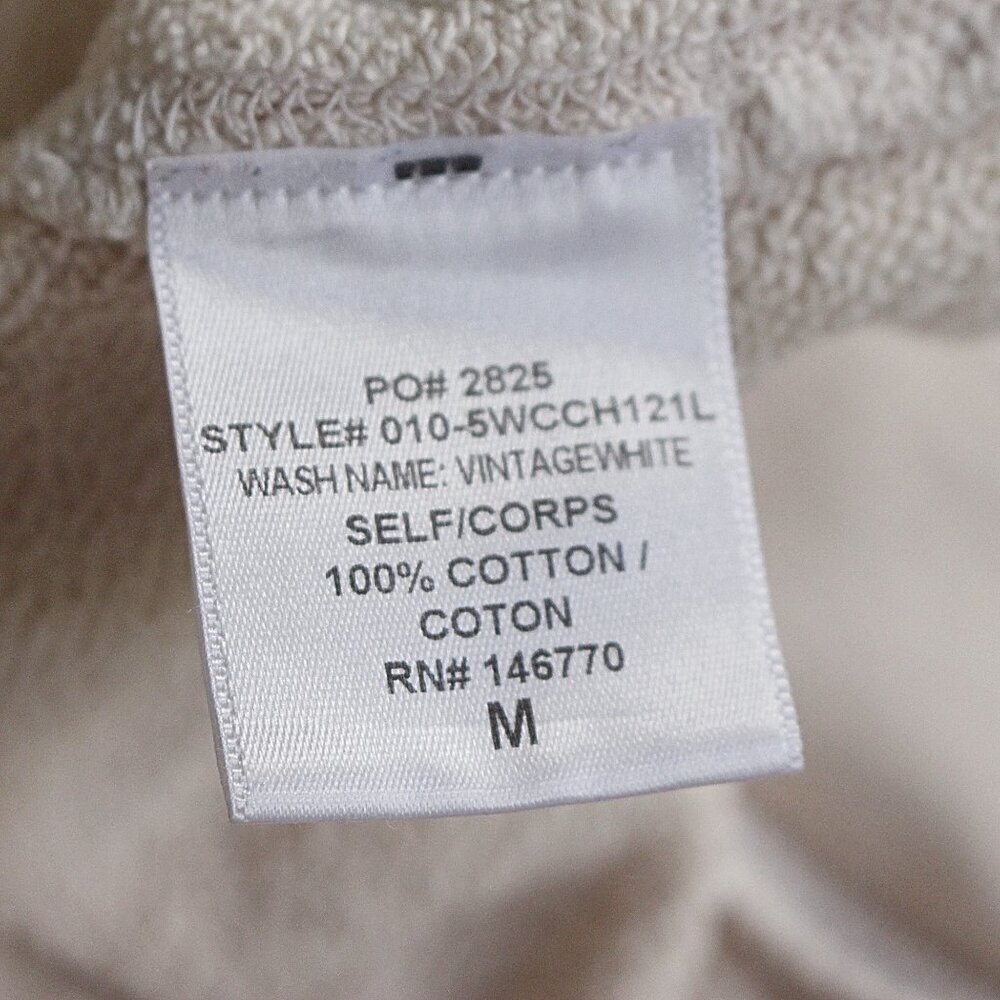 PO# 2825
STYLE# 010-5WCCH121L
WASH NAME: VINTAGEWHITE
SELF/CORPS
100% COTTON /
COTON
RN# 146770
M